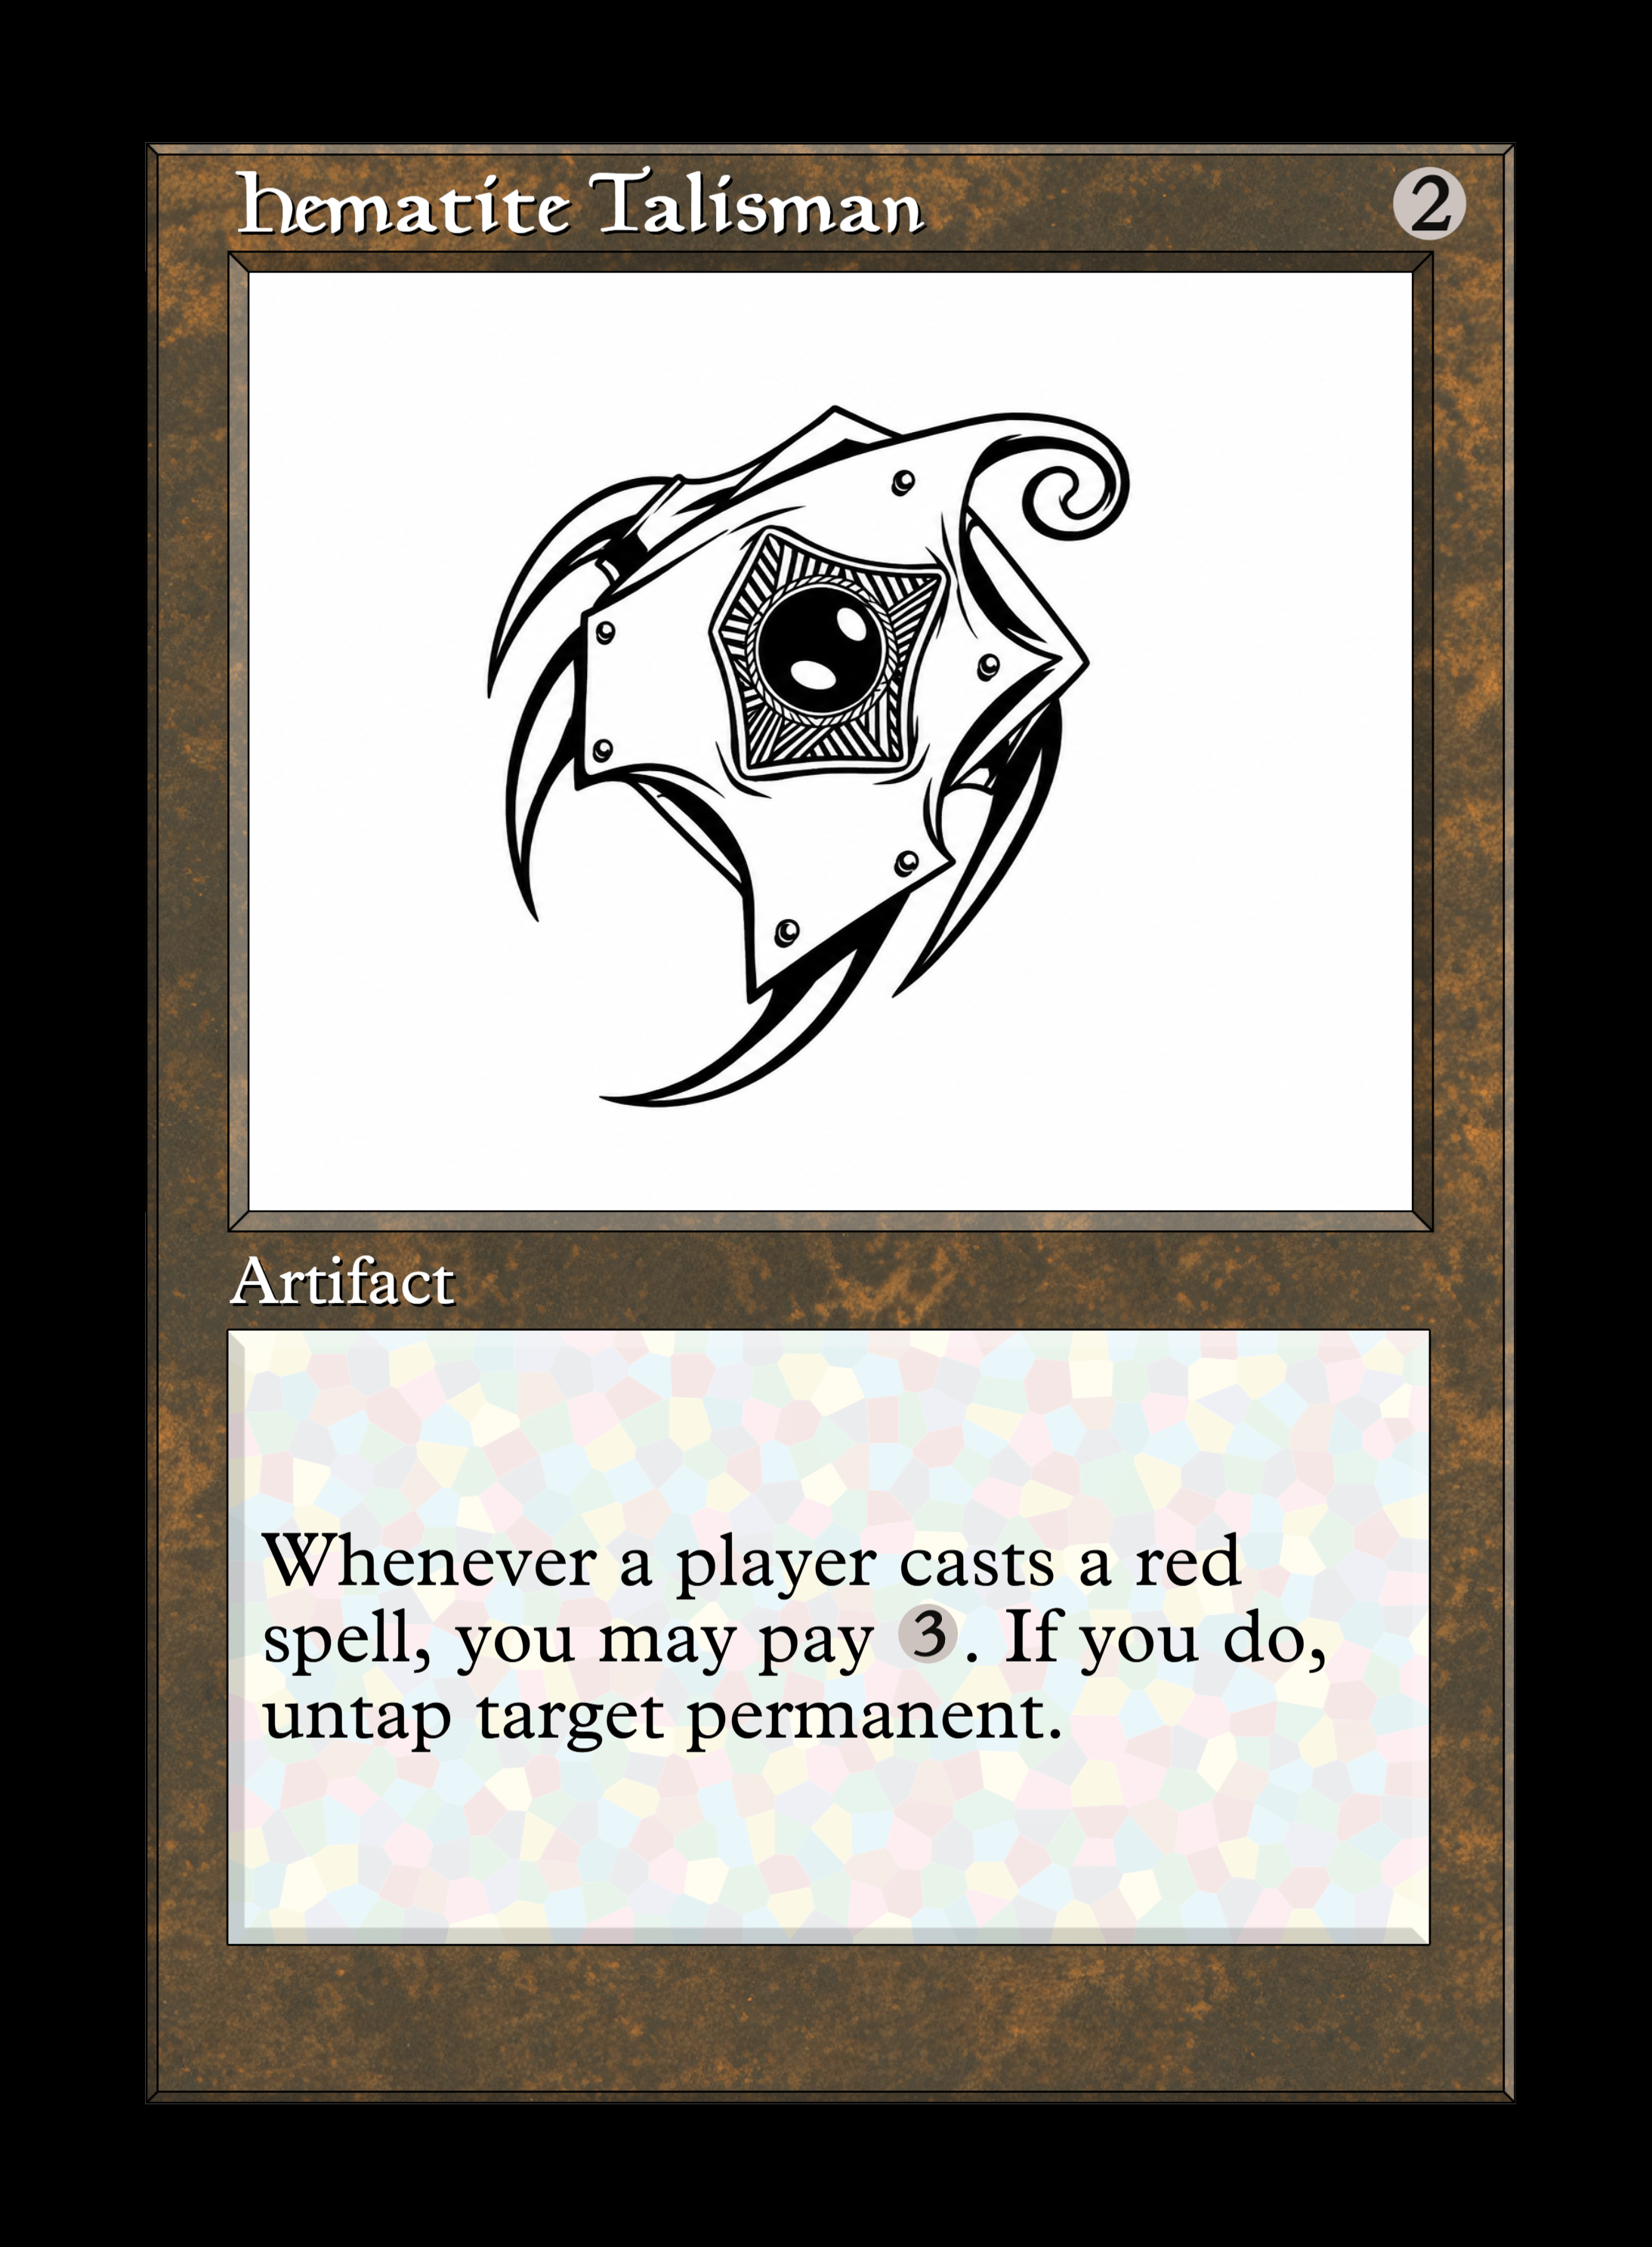 Hematite Talisman 2
Artifact
Whenever a player casts a red
spell, you may pay 3. If you do,
untap target permanent.